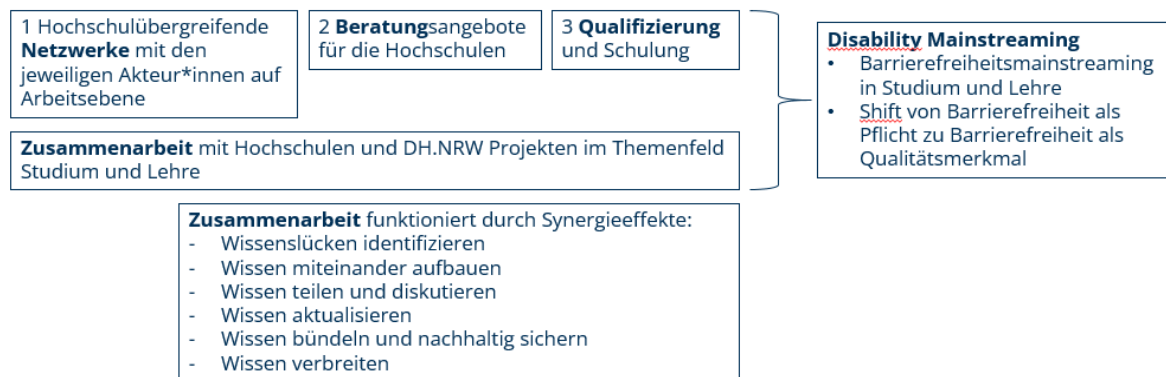 1 Hochschulübergreifende
Netzwerke mit den
jeweiligen Akteur*innen auf
Arbeitsebene
2 Beratungsangebote
für die Hochschulen
3 Qualifizierung
und Schulung
Zusammenarbeit mit Hochschulen und DH.NRW Projekten im Themenfeld
Studium und Lehre
Zusammenarbeit funktioniert durch Synergieeffekte:
- Wissenslücken identifizieren
- Wissen miteinander aufbauen
- Wissen teilen und diskutieren
- Wissen aktualisieren
- Wissen bündeln und nachhaltig sichern
- Wissen verbreiten
Disability Mainstreaming
• Barrierefreiheitsmainstreaming
in Studium und Lehre
• Shift von Barrierefreiheit als
Pflicht zu Barrierefreiheit als
Qualitätsmerkmal